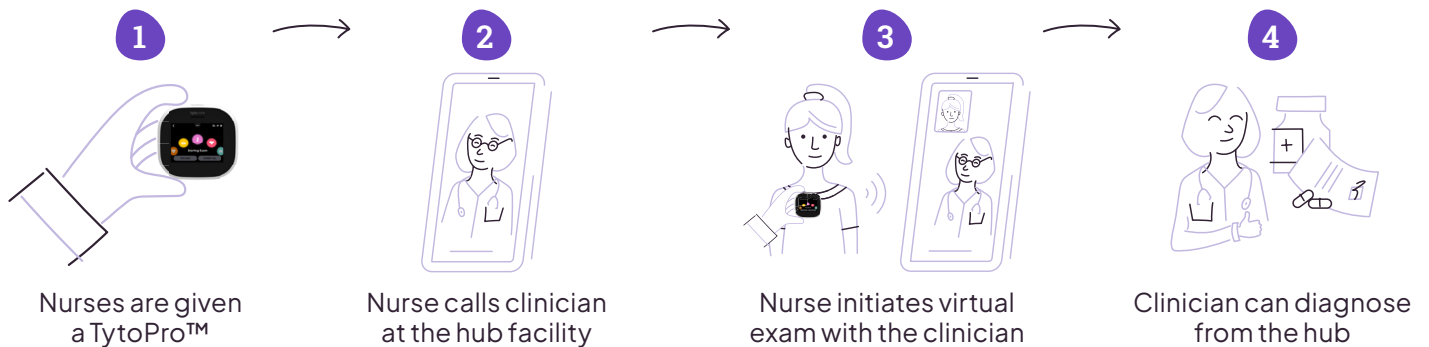 1
2
3
4
Nurses are given
a TytoPro™
Nurse calls clinician
at the hub facility
Nurse initiates virtual
exam with the clinician
Clinician can diagnose
from the hub